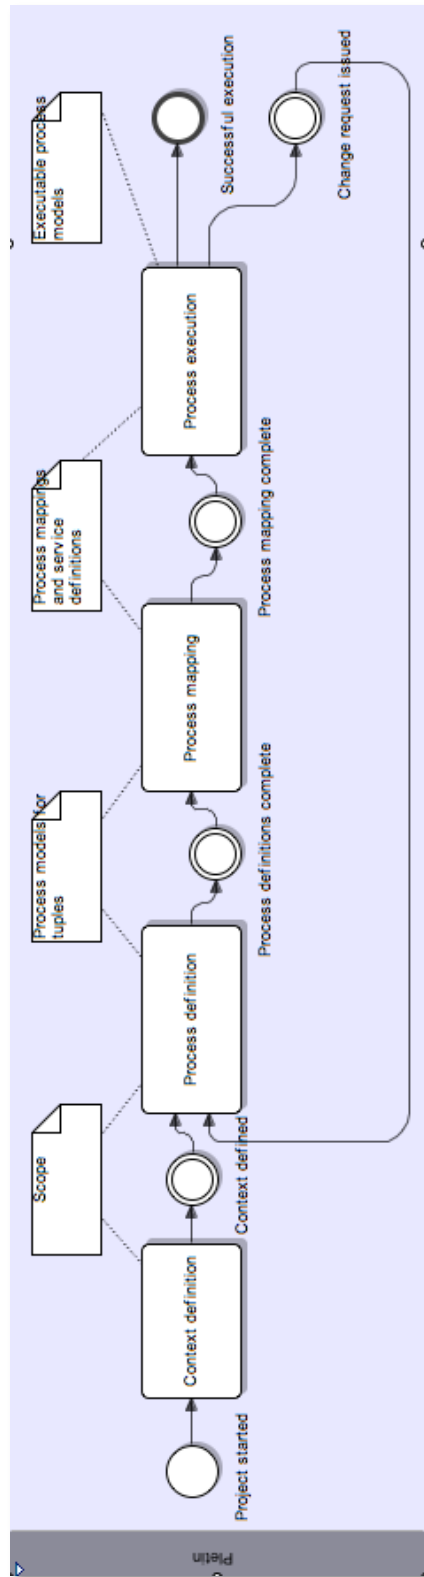 Scope
Process models for
tuples
Process mappings
and service
definitions
Executable process
models
Context definition
Process definition
Process mapping
Process execution
Project started
Context defined
Process definitions complete
Process mapping complete
Successful execution
Change request issued